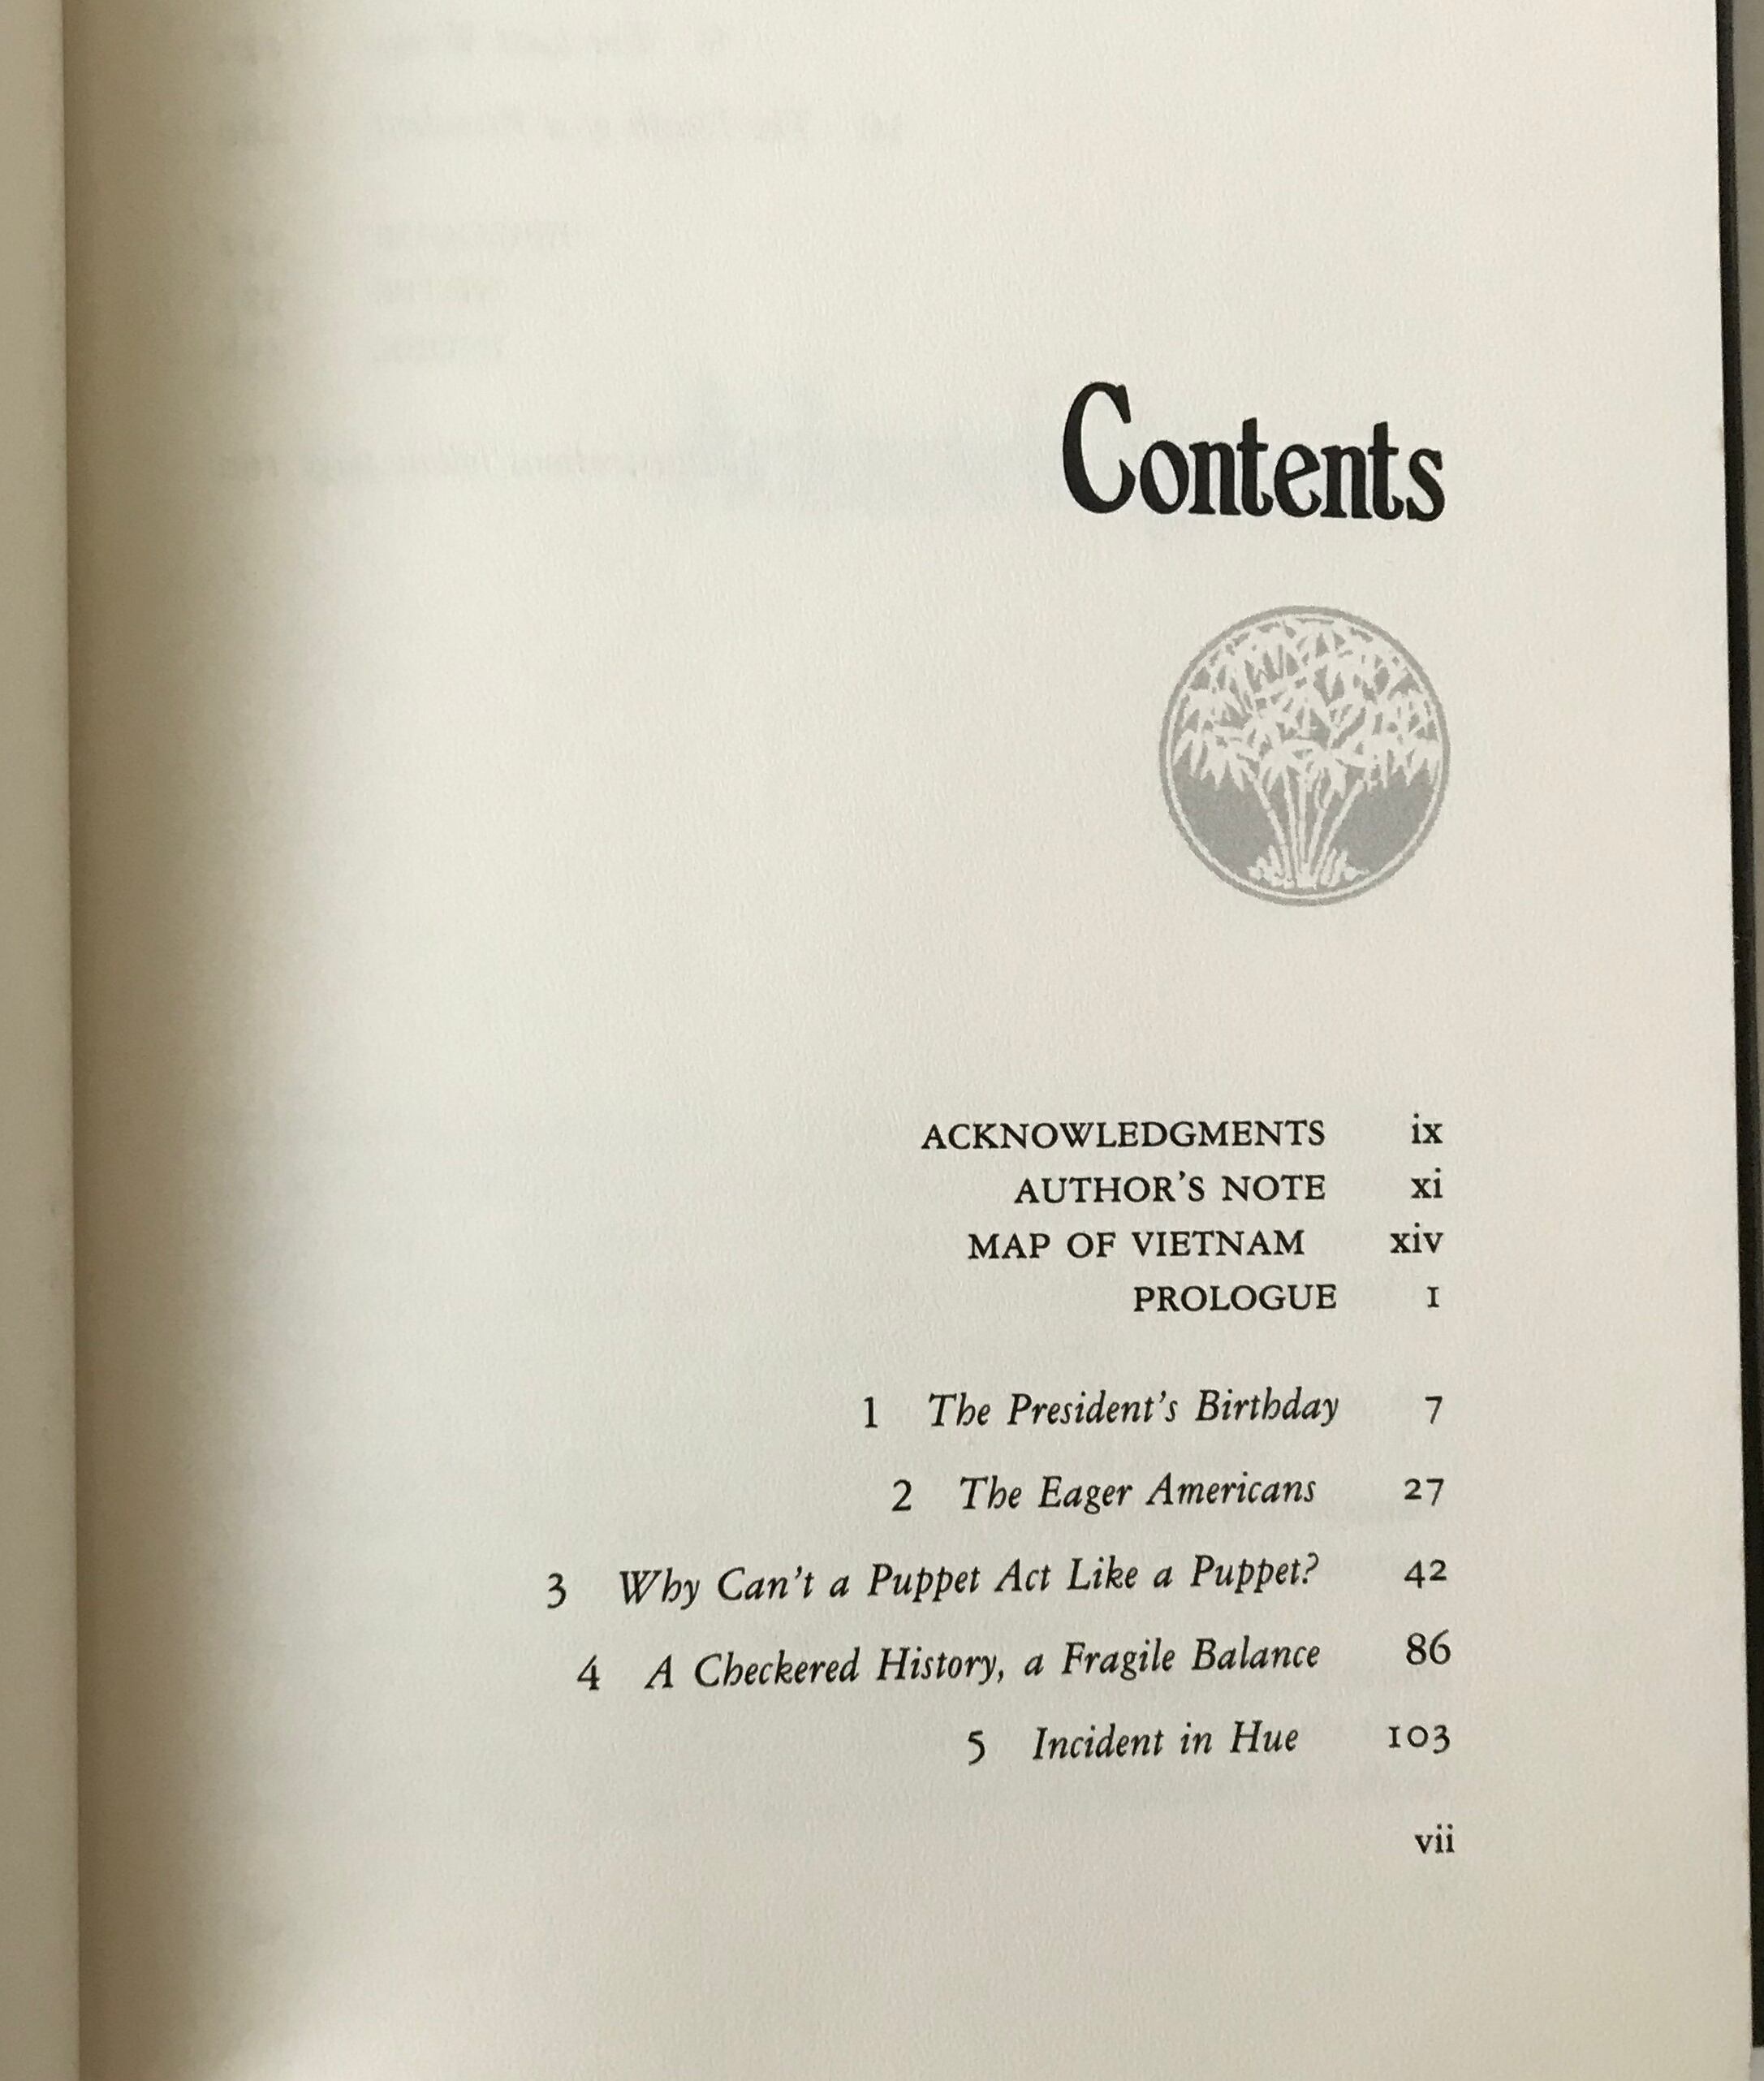 Contents
ACKNOWLEDGMENTS ix
AUTHOR'S NOTE xi
MAP OF VIETNAM xiv
PROLOGUE 1
1 The President's Birthday 7
2 The Eager Americans 27
3 Why Can't a Puppet Act Like a Puppet? 42
4 A Checkered History, a Fragile Balance 86
5 Incident in Hue 103
vii